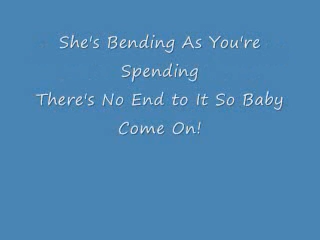 She's Bending As You're
Spending
There's No End to It So Baby
Come On!